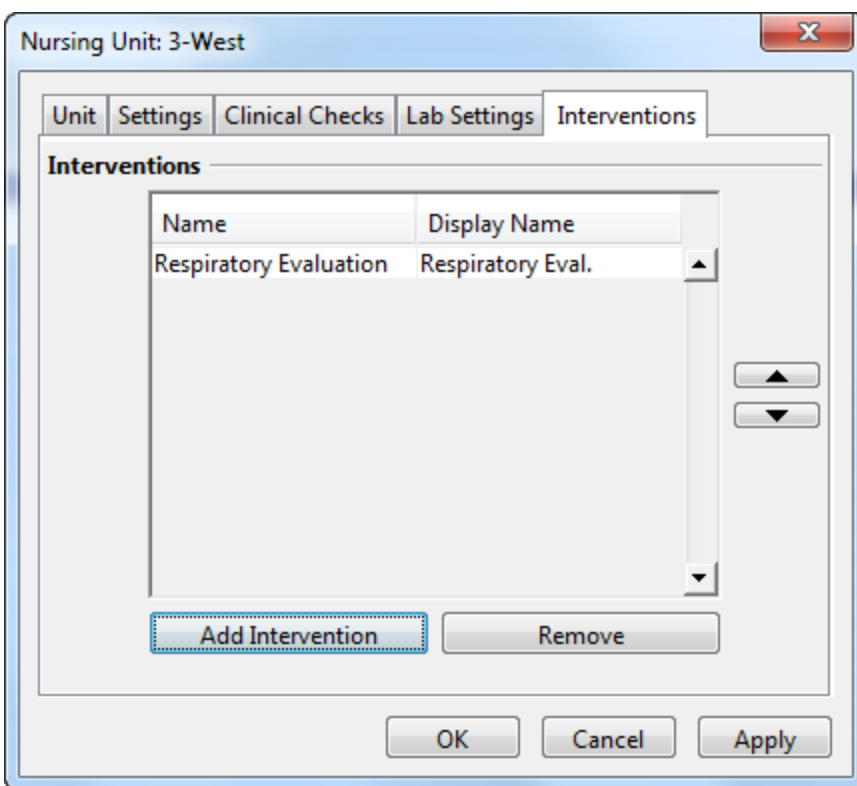 Nursing Unit: 3-West
Unit Settings Clinical Checks Lab Settings Interventions
Interventions
Name Display Name
Respiratory Evaluation Respiratory Eval.
Add Intervention Remove
OK Cancel Apply